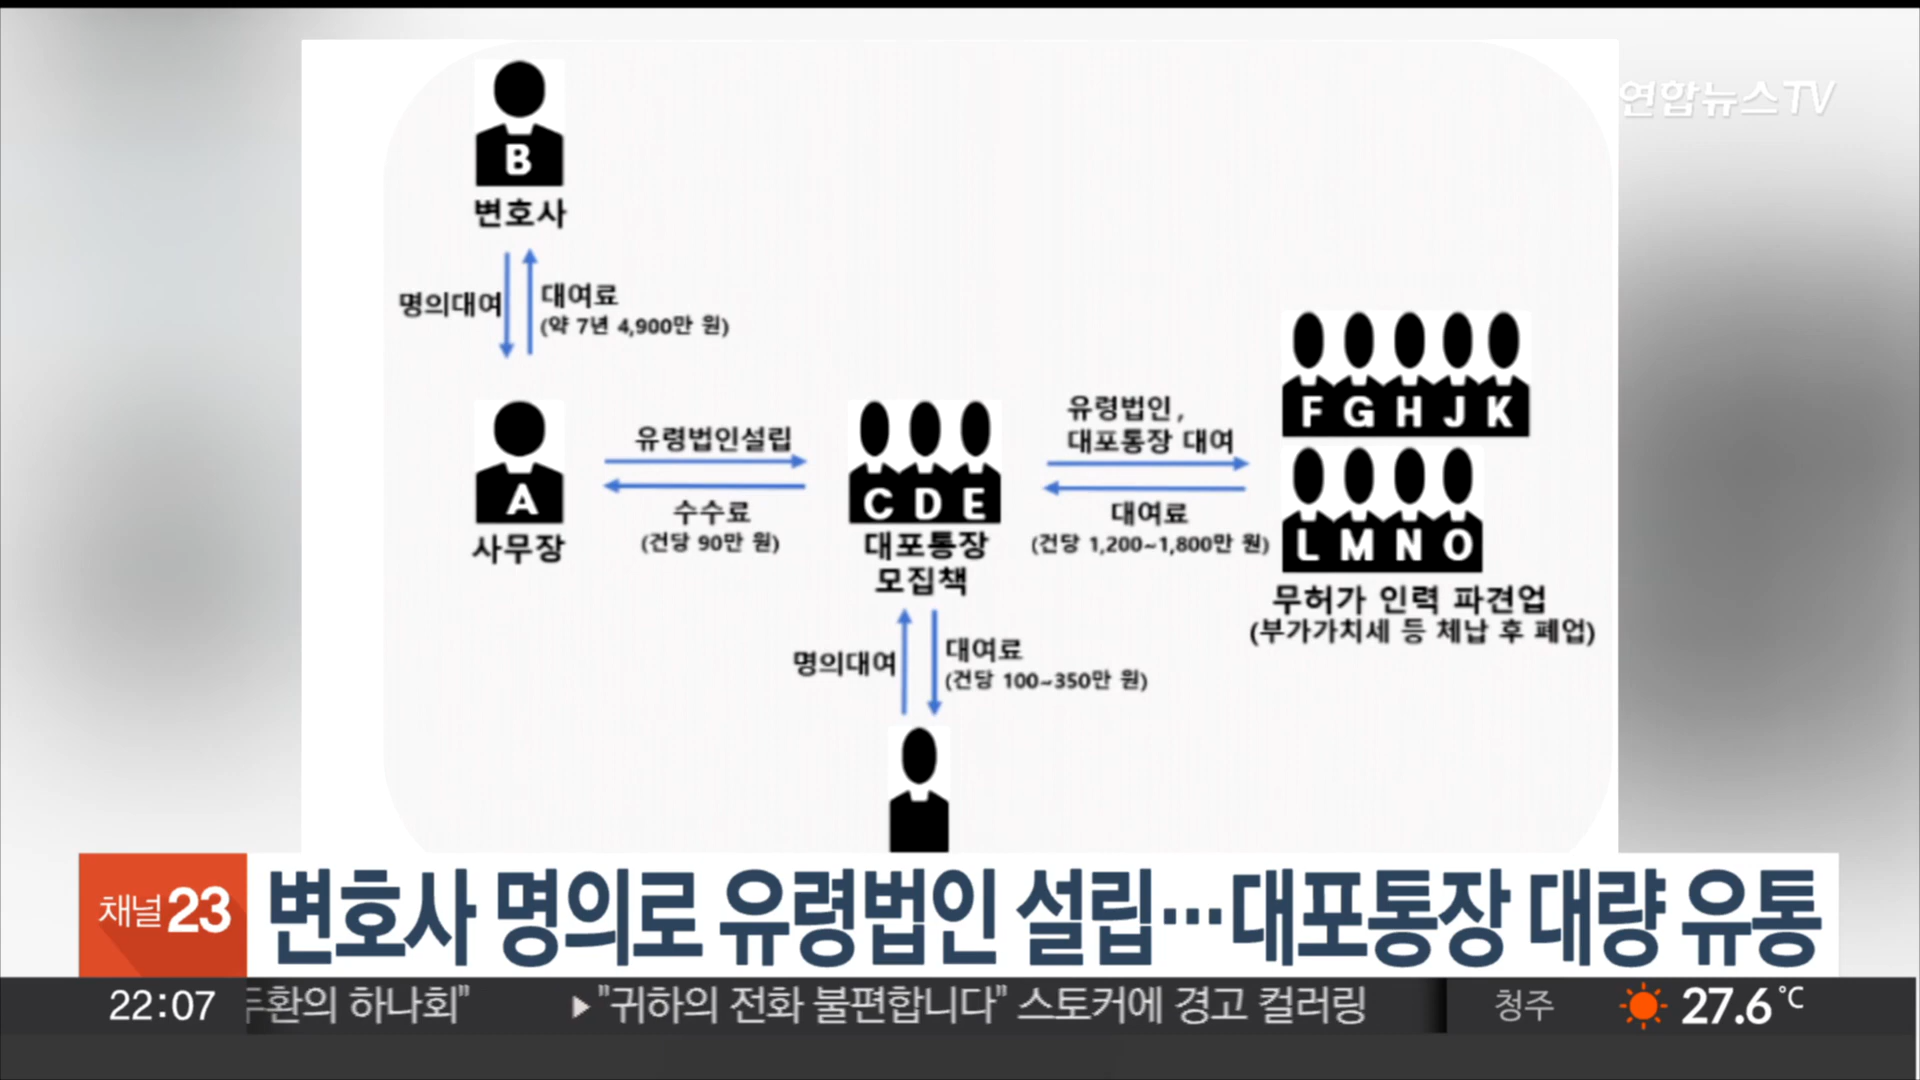 연합뉴스TV
B
변호사
명의대여
대여료
(약 7년 4,900만 원)
A
사무장
유령법인설립
수수료
(건당 90만 원)
C D E
대포통장
모집책
유령법인,
대포통장 대여
대여료
(건당 1,200~1,800만 원)
F G H J K
L M N O
무허가 인력 파견업
(부가가치세 등 체납 후 폐업)
명의대여
대여료
(건당 100~350만 원)
채널23
변호사 명의로 유령법인 설립…대포통장 대량 유통
22:07
환의 하나회"
▶"귀하의 전화 불편합니다" 스토커에 경고 컬러링
청주
27.6℃